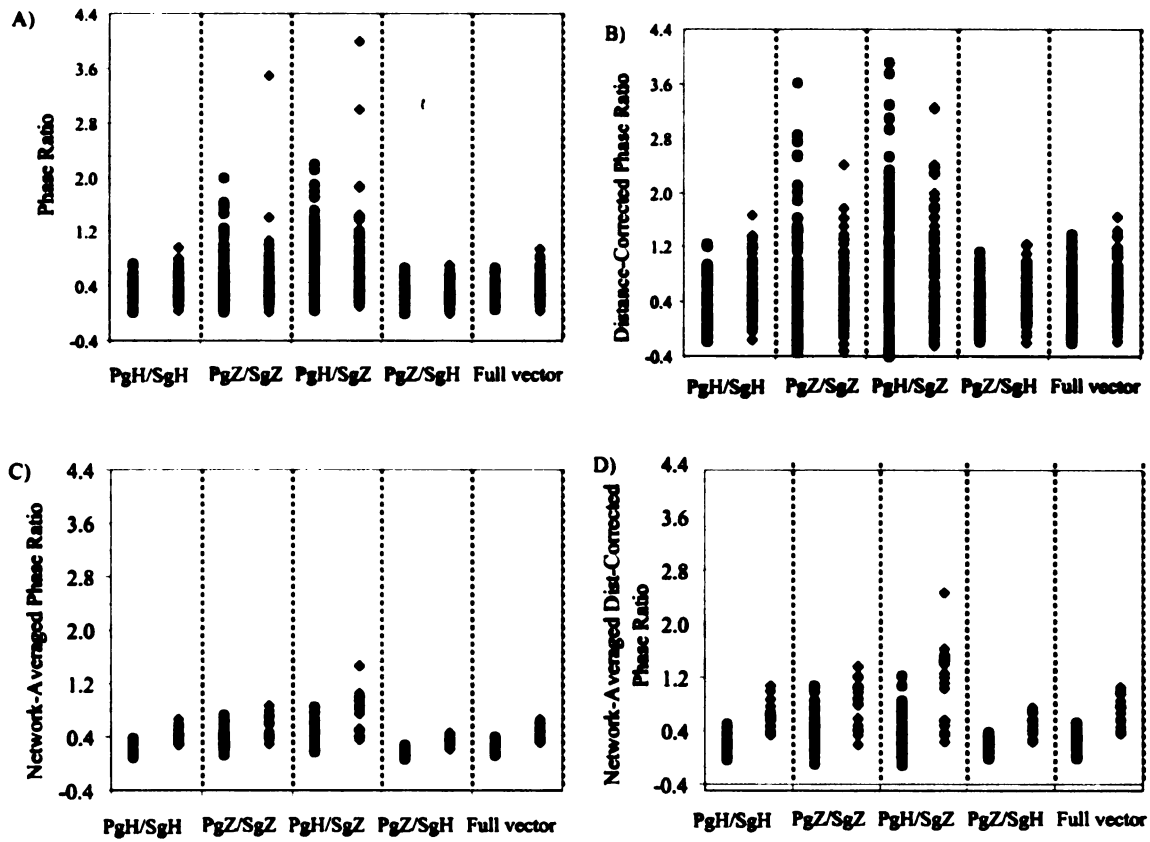 A)
Phase Ratio
4.4
3.6
2.8
2.0
1.2
0.4
-0.4
PgH/SgH PgZ/SgZ PgH/SgZ PgZ/SgH Full vector
B)
Distance-Corrected Phase Ratio
4.4
3.6
2.8
2.0
1.2
0.4
-0.4
PgH/SgH PgZ/SgZ PgH/SgZ PgZ/SgH Full vector
C)
Network-Averaged Phase Ratio
4.4
3.6
2.8
2.0
1.2
0.4
-0.4
PgH/SgH PgZ/SgZ PgH/SgZ PgZ/SgH Full vector
D)
Network-Averaged Dist-Corrected
Phase Ratio
4.4
3.6
2.8
2.0
1.2
0.4
-0.4
PgH/SgH PgZ/SgZ PgH/SgZ PgZ/SgH Full vector